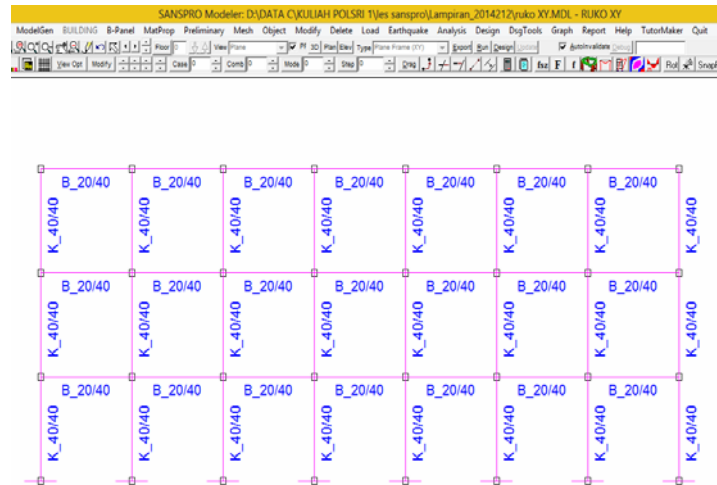 SANSPRO Modeler: D:\DATA C\KULIAH POLSRI 1\les sanspro\Lampiran_2014212\ruko XY.MDL - RUKO XY
ModelGen BUILDING B-Panel MatProp Preliminary Mesh Object Modify Delete Load Earthquake Analysis Design DsgTools Graph Report Help TutorMaker Quit
Floor 0 View Plane 3D Plan Elev Type Plane Frame (XY) Export Run Design Update AutoInvalidate Debug
View Opt Modify Case 0 Comb 0 Mode 0 Step 0 Drag fsz F f Rot Snap
B_20/40 B_20/40 B_20/40 B_20/40 B_20/40 B_20/40 B_20/40
K_40/40 K_40/40 K_40/40 K_40/40 K_40/40 K_40/40 K_40/40 K_40/40
B_20/40 B_20/40 B_20/40 B_20/40 B_20/40 B_20/40 B_20/40
K_40/40 K_40/40 K_40/40 K_40/40 K_40/40 K_40/40 K_40/40 K_40/40
B_20/40 B_20/40 B_20/40 B_20/40 B_20/40 B_20/40 B_20/40
K_40/40 K_40/40 K_40/40 K_40/40 K_40/40 K_40/40 K_40/40 K_40/40